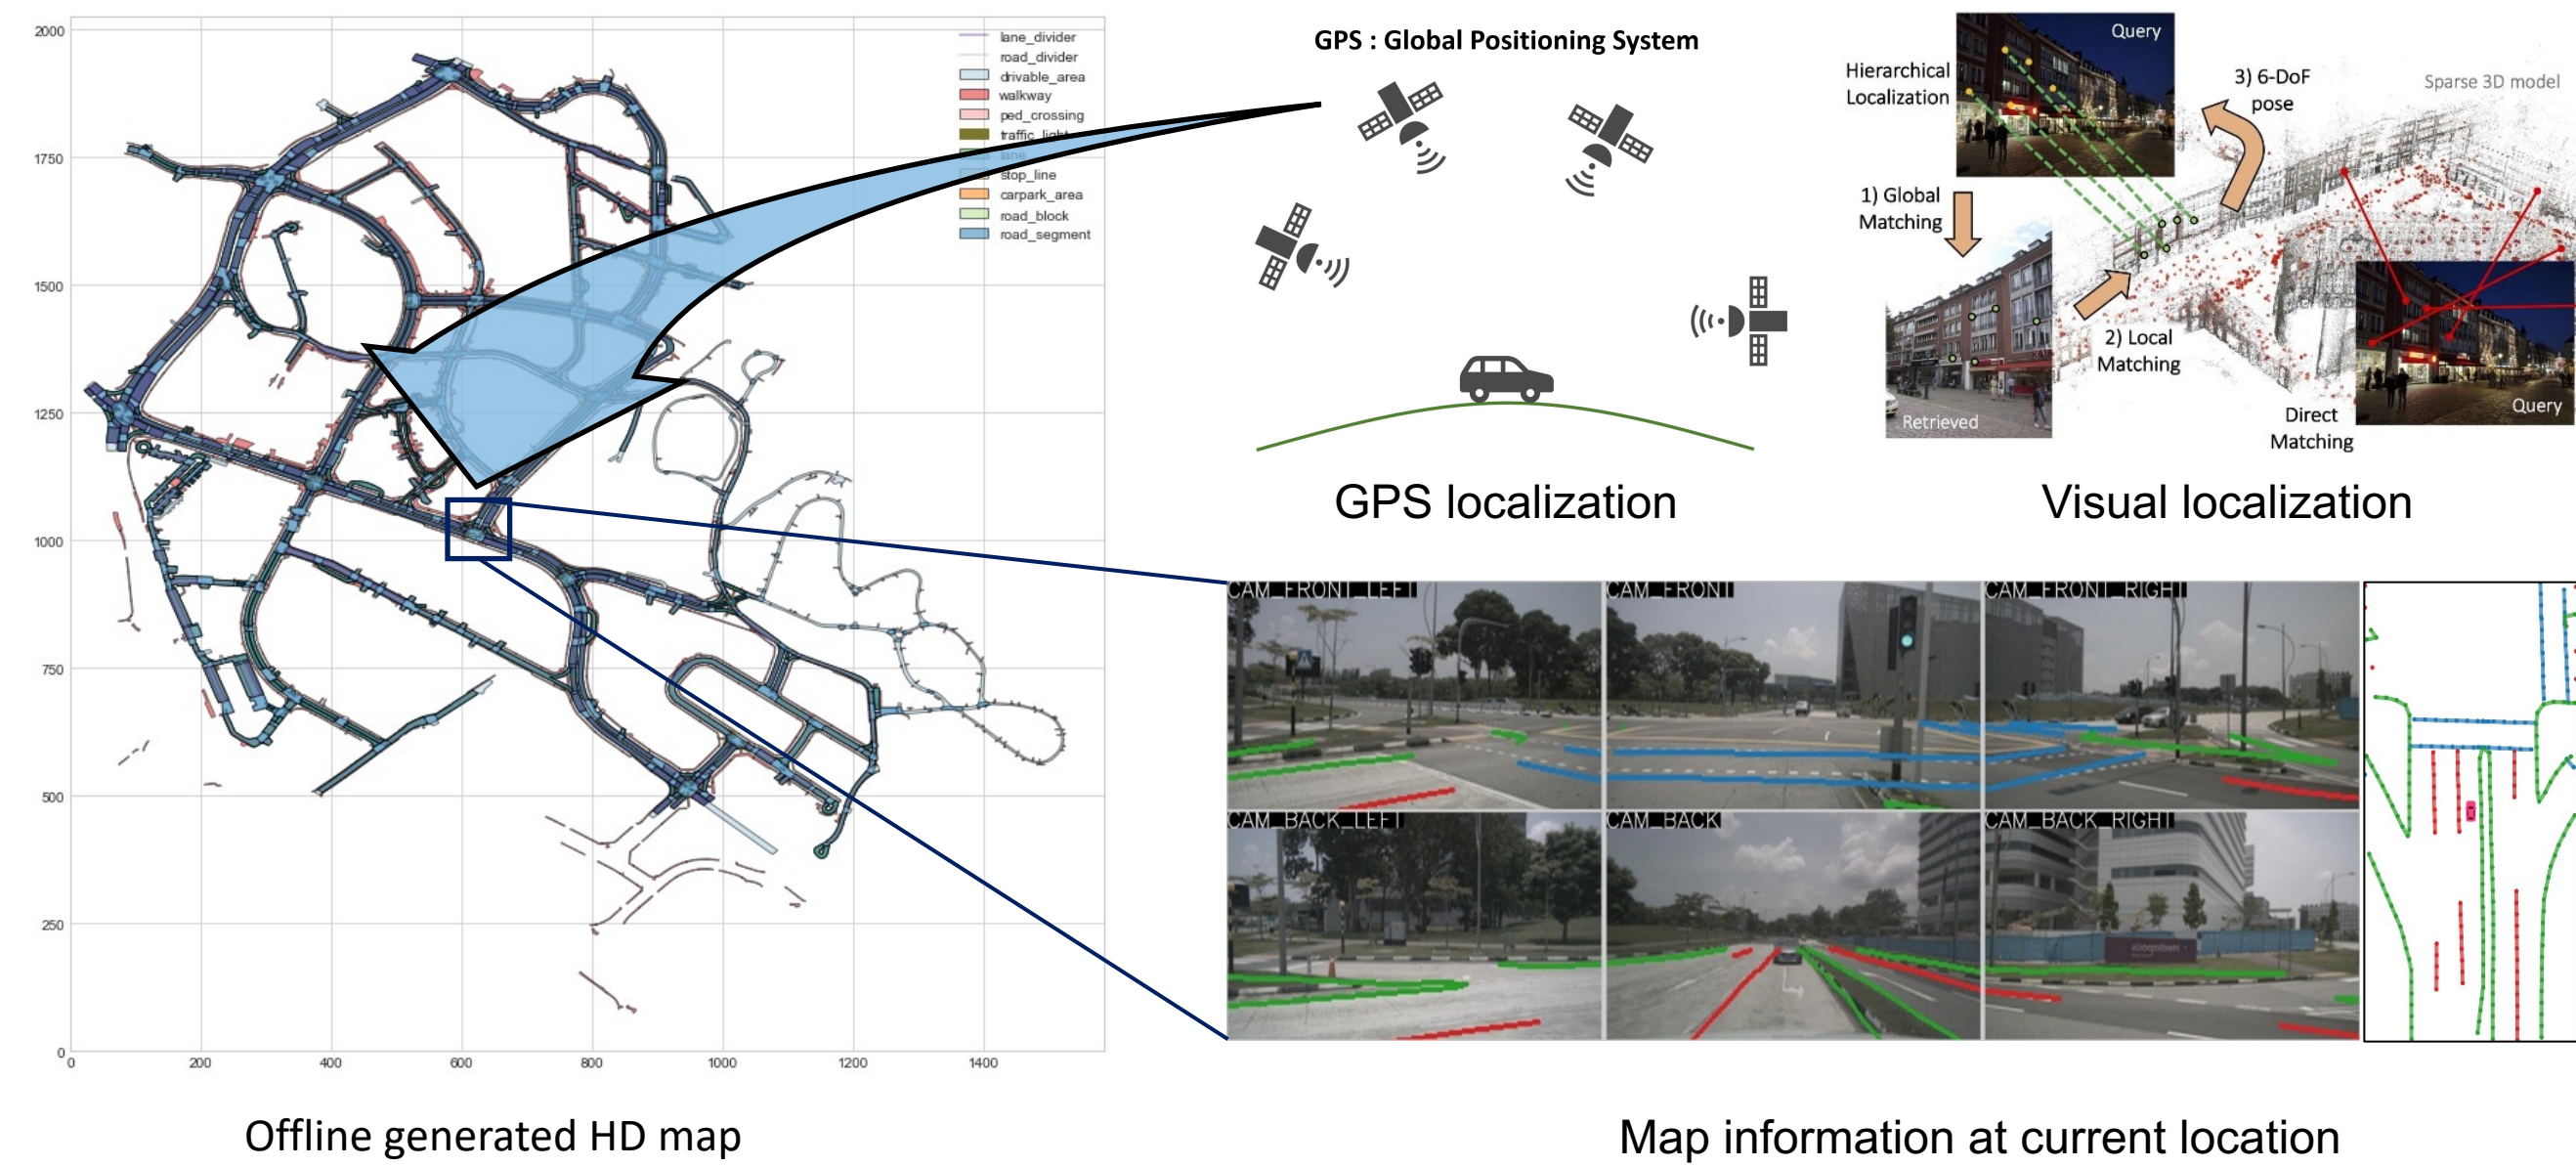 2000
1750
1500
1250
1000
750
500
250
0
0
200
400
600
800
1000
1200
1400
lane_divider
road_divider
drivable_area
walkway
ped_crossing
traffic_light
lane
stop_line
carpark_area
road_block
road_segment
Offline generated HD map
GPS : Global Positioning System
GPS localization
Hierarchical
Localization
Query
1) Global
Matching
Retrieved
2) Local
Matching
3) 6-DoF
pose
Sparse 3D model
Direct
Matching
Query
Visual localization
CAM_FRONT_LEFT
CAM_FRONT
CAM_FRONT_RIGHT
CAM_BACK_LEFT
CAM_BACK
CAM_BACK_RIGHT
Map information at current location